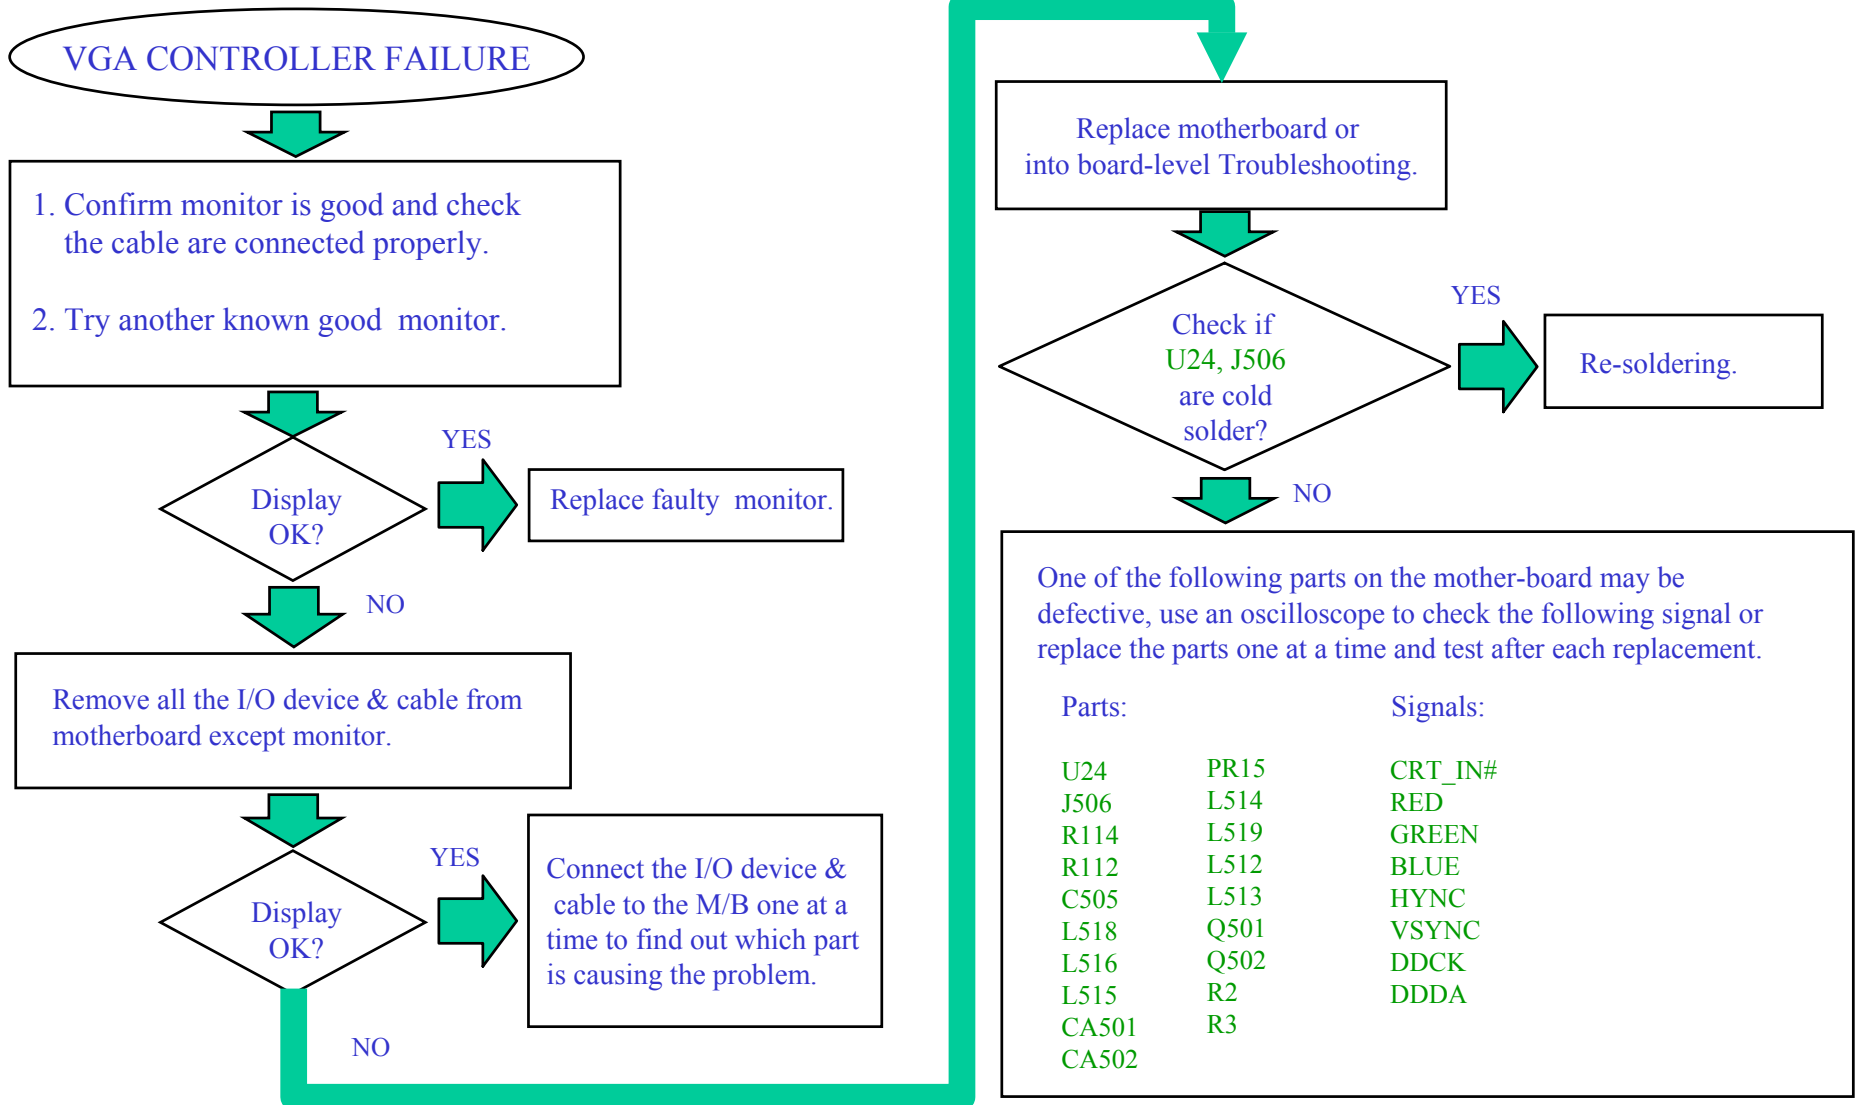 VGA CONTROLLER FAILURE
1. Confirm monitor is good and check
the cable are connected properly.
2. Try another known good monitor.
Display
OK?
YES
Replace faulty monitor.
NO
Remove all the I/O device & cable from
motherboard except monitor.
Display
OK?
YES
Connect the I/O device &
cable to the M/B one at a
time to find out which part
is causing the problem.
NO
Replace motherboard or
into board-level Troubleshooting.
Check if
U24, J506
are cold
solder?
YES
Re-soldering.
NO
One of the following parts on the mother-board may be
defective, use an oscilloscope to check the following signal or
replace the parts one at a time and test after each replacement.
Parts:
U24
J506
R114
R112
C505
L518
L516
L515
CA501
CA502
PR15
L514
L519
L512
L513
Q501
Q502
R2
R3
Signals:
CRT_IN#
RED
GREEN
BLUE
HYNC
VSYNC
DDCK
DDDA